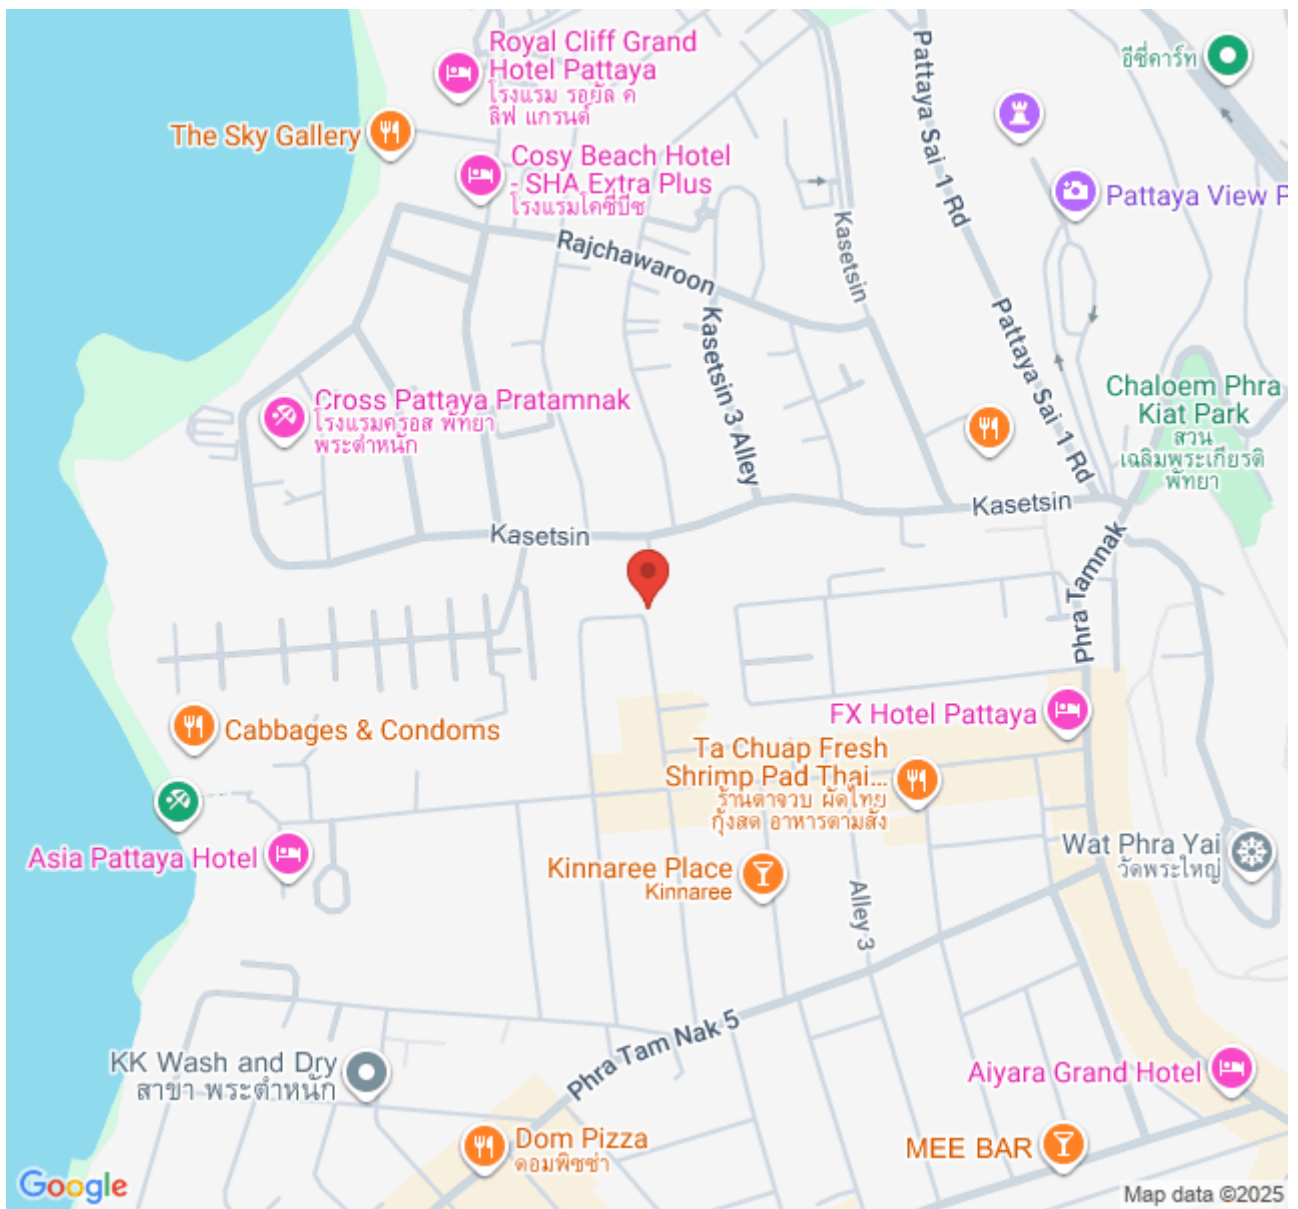 Royal Cliff Grand
Hotel Pattaya
โรงแรม รอยัล ค
ลิฟ แกรนด์
อีซี่คาร์ท
The Sky Gallery
Cosy Beach Hotel
- SHA Extra Plus
โรงแรมโคซี่บีช
Pattaya Sai 1 Rd
Pattaya View P
Kasetsin
Rajchawaroon
Kasetsin 3 Alley
Pattaya Sai 1 Rd
Cross Pattaya Pratamnak
โรงแรมครอส พัทยา
พระตำหนัก
Chaloem Phra
Kiat Park
สวน
เฉลิมพระเกียรติ
พัทยา
Kasetsin
Kasetsin
Phra Tamnak
FX Hotel Pattaya
Cabbages & Condoms
Ta Chuap Fresh
Shrimp Pad Thai...
ร้านตาจวบ ผัดไทย
กุ้งสด อาหารตามสั่ง
Asia Pattaya Hotel
Wat Phra Yai
วัดพระใหญ่
Kinnaree Place
Kinnaree
Alley 3
Phra Tam Nak 5
KK Wash and Dry
สาขา พระตำหนัก
Aiyara Grand Hotel
Dom Pizza
ดอมพิซซ่า
MEE BAR
Google
Map data ©2025